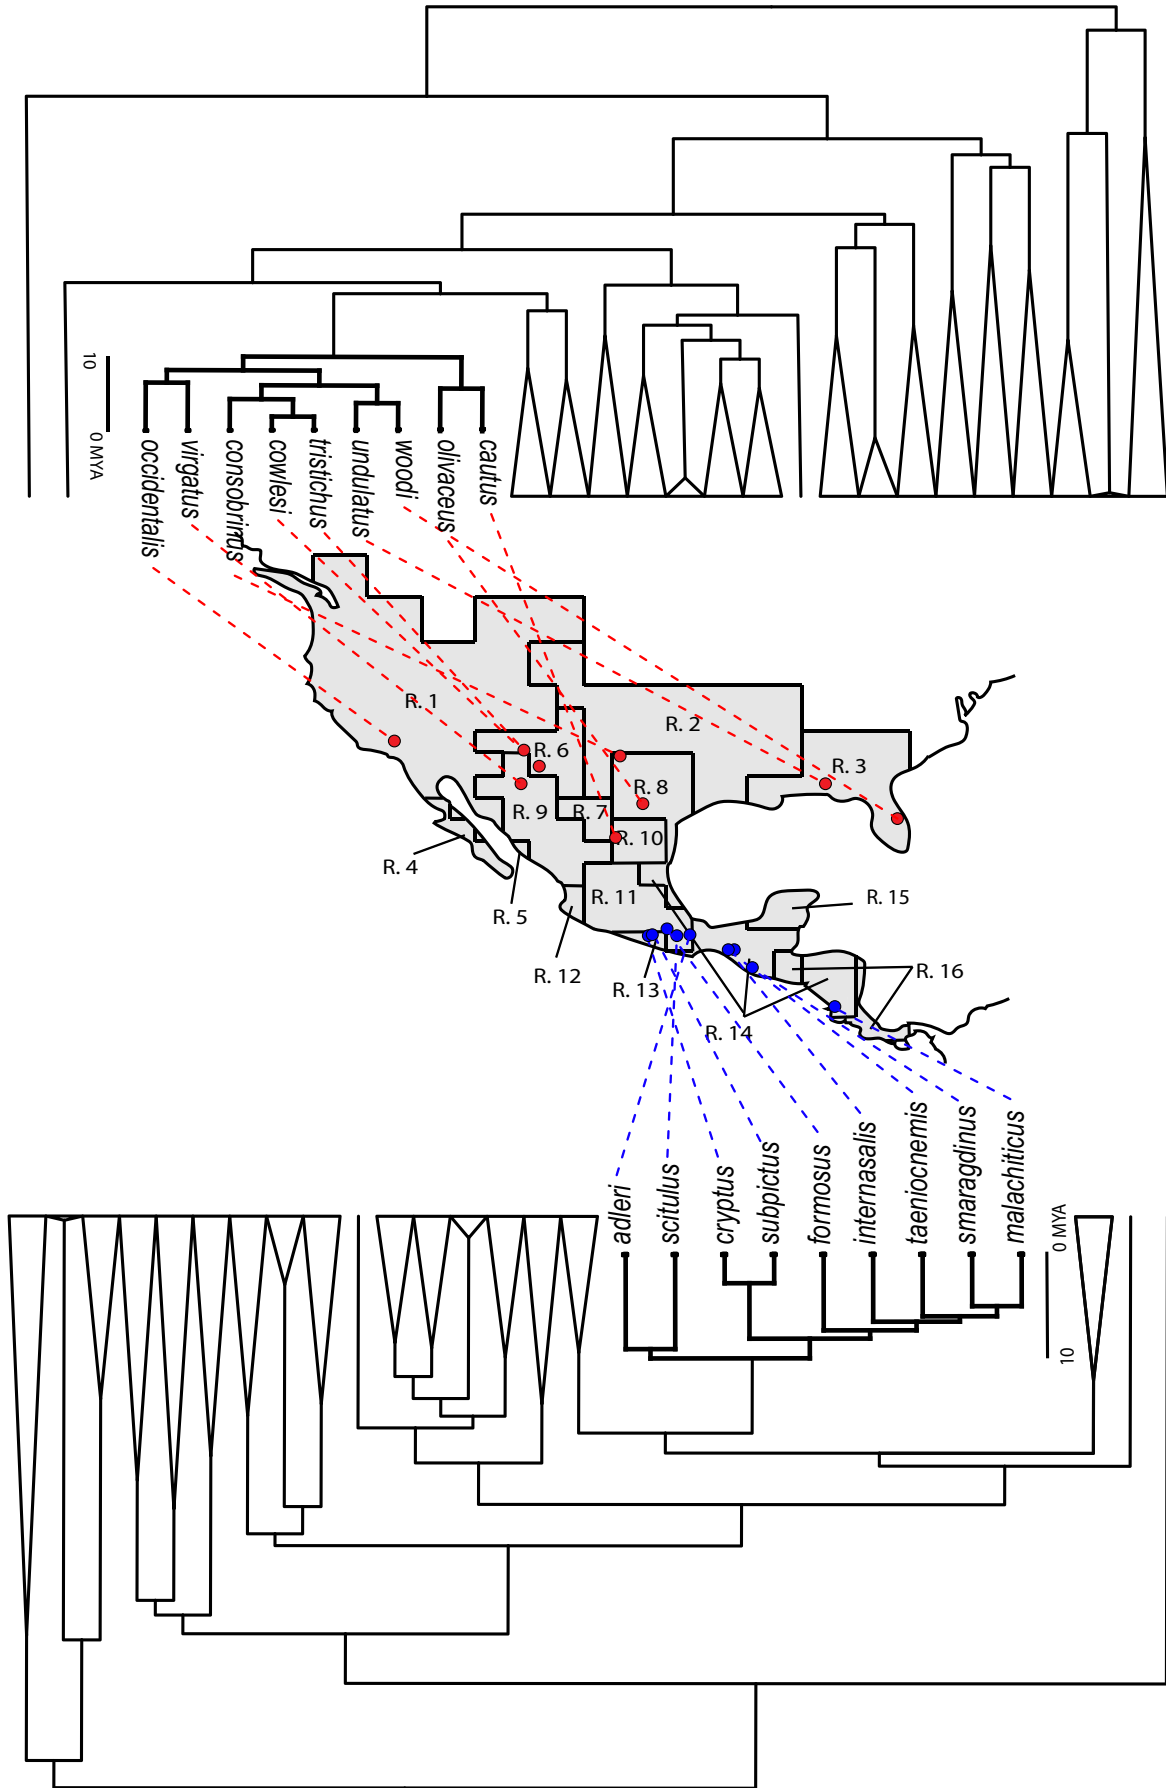 10
0 MYA
occidentalis
virgatus
consobrinus
cowlesi
tristichus
undulatus
woodi
olivaceus
cautus
R. 1
R. 2
R. 3
R. 6
R. 8
R. 9
R. 7
R. 10
R. 4
R. 11
R. 15
R. 5
R. 12
R. 16
R. 13
R. 14
adleri
scitulus
cryptus
subpictus
formosus
internasalis
taeniocnemis
smaragdinus
malachiticus
0 MYA
10